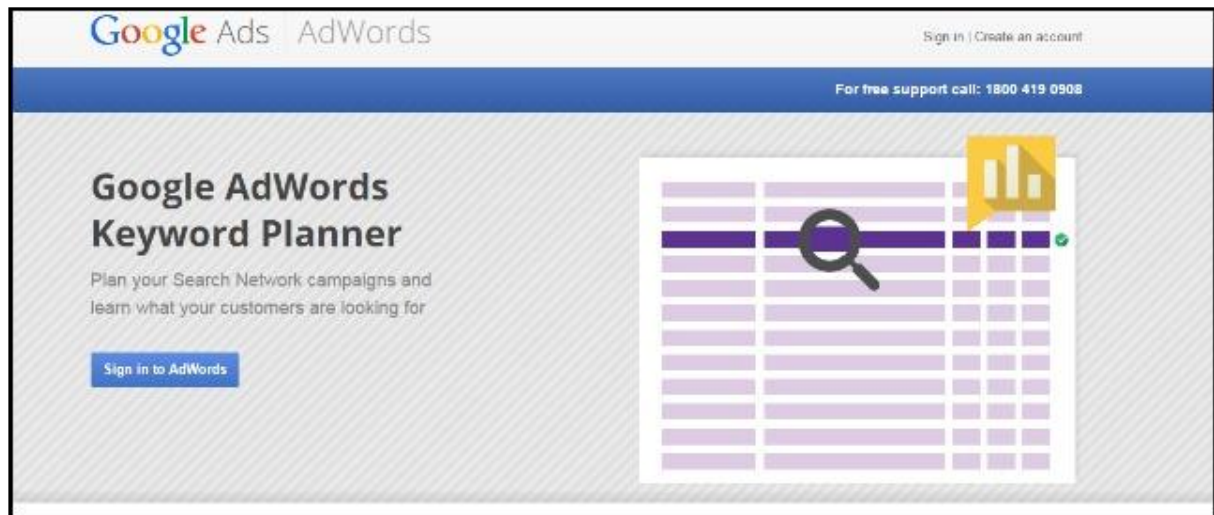 Google Ads AdWords
Sign in | Create an account
For free support call: 1800 419 0908
Google AdWords
Keyword Planner
Plan your Search Network campaigns and
learn what your customers are looking for
Sign in to AdWords